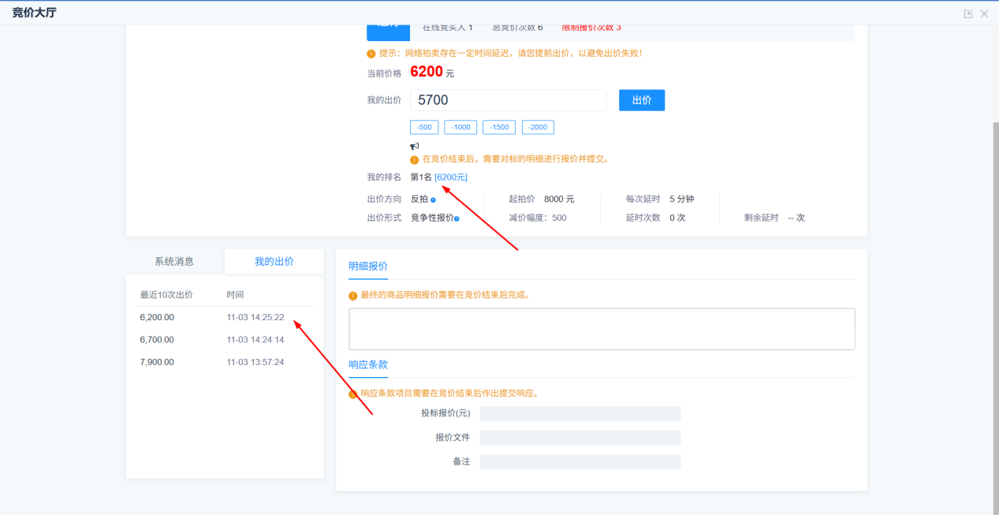 竞价大厅
在线竞买人 1 总竞价次数 6 限制报价次数 3
提示：网络拍卖存在一定时间延迟，请您提前出价，以避免出价失败！
当前价格 6200 元
我的出价 5700 出价
-500 -1000 -1500 -2000
在竞价结束后，需要对标的明细进行报价并提交。
我的排名 第1名 [6200元]
出价方向 反拍 起拍价 8000 元 每次延时 5 分钟
出价形式 竞争性报价 减价幅度：500 延时次数 0 次 剩余延时 -- 次
系统消息 我的出价
最近10次出价 时间
6,200.00 11-03 14:25:22
6,700.00 11-03 14:24:14
7,900.00 11-03 13:57:24
明细报价
最终的商品明细报价需要在竞价结束后完成。
响应条款
响应条款项目需要在竞价结束后作出提交响应。
投标报价(元)
报价文件
备注